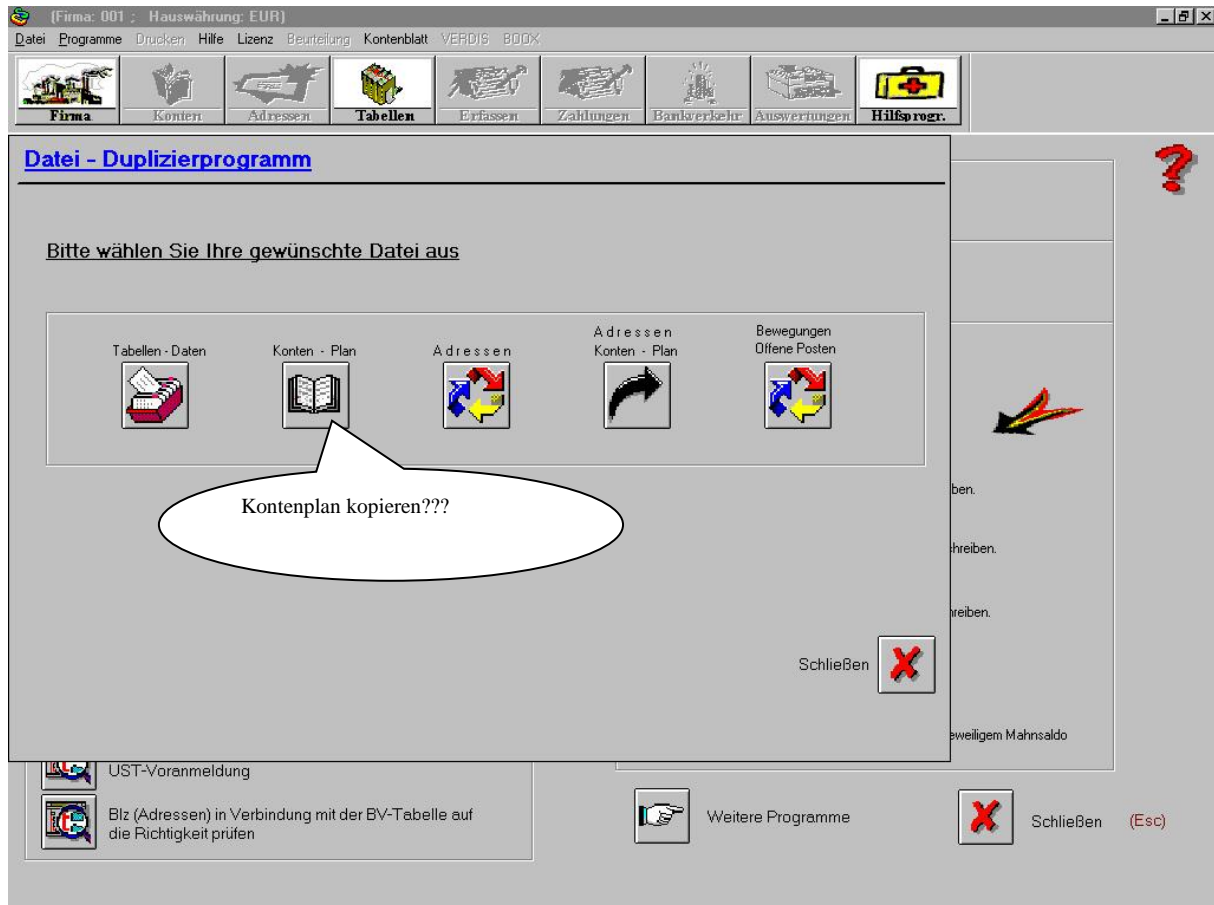 (Firma: 001 ; Hauswährung: EUR)
Datei Programme Drucken Hilfe Lizenz Beurteilung Kontenblatt VERDIS BOOX
Firma Konten Adressen Tabellen Erfassen Zahlungen Bankverkehr Auswertungen Hilfsprogr.
Datei - Duplizierprogramm
Bitte wählen Sie Ihre gewünschte Datei aus
Tabellen - Daten
Konten - Plan
Adressen
Adressen
Konten - Plan
Bewegungen
Offene Posten
Kontenplan kopieren???
ben.
hreiben.
reiben.
Schließen
eweiligem Mahnsaldo
UST-Voranmeldung
Blz (Adressen) in Verbindung mit der BV-Tabelle auf
die Richtigkeit prüfen
Weitere Programme
Schließen (Esc)